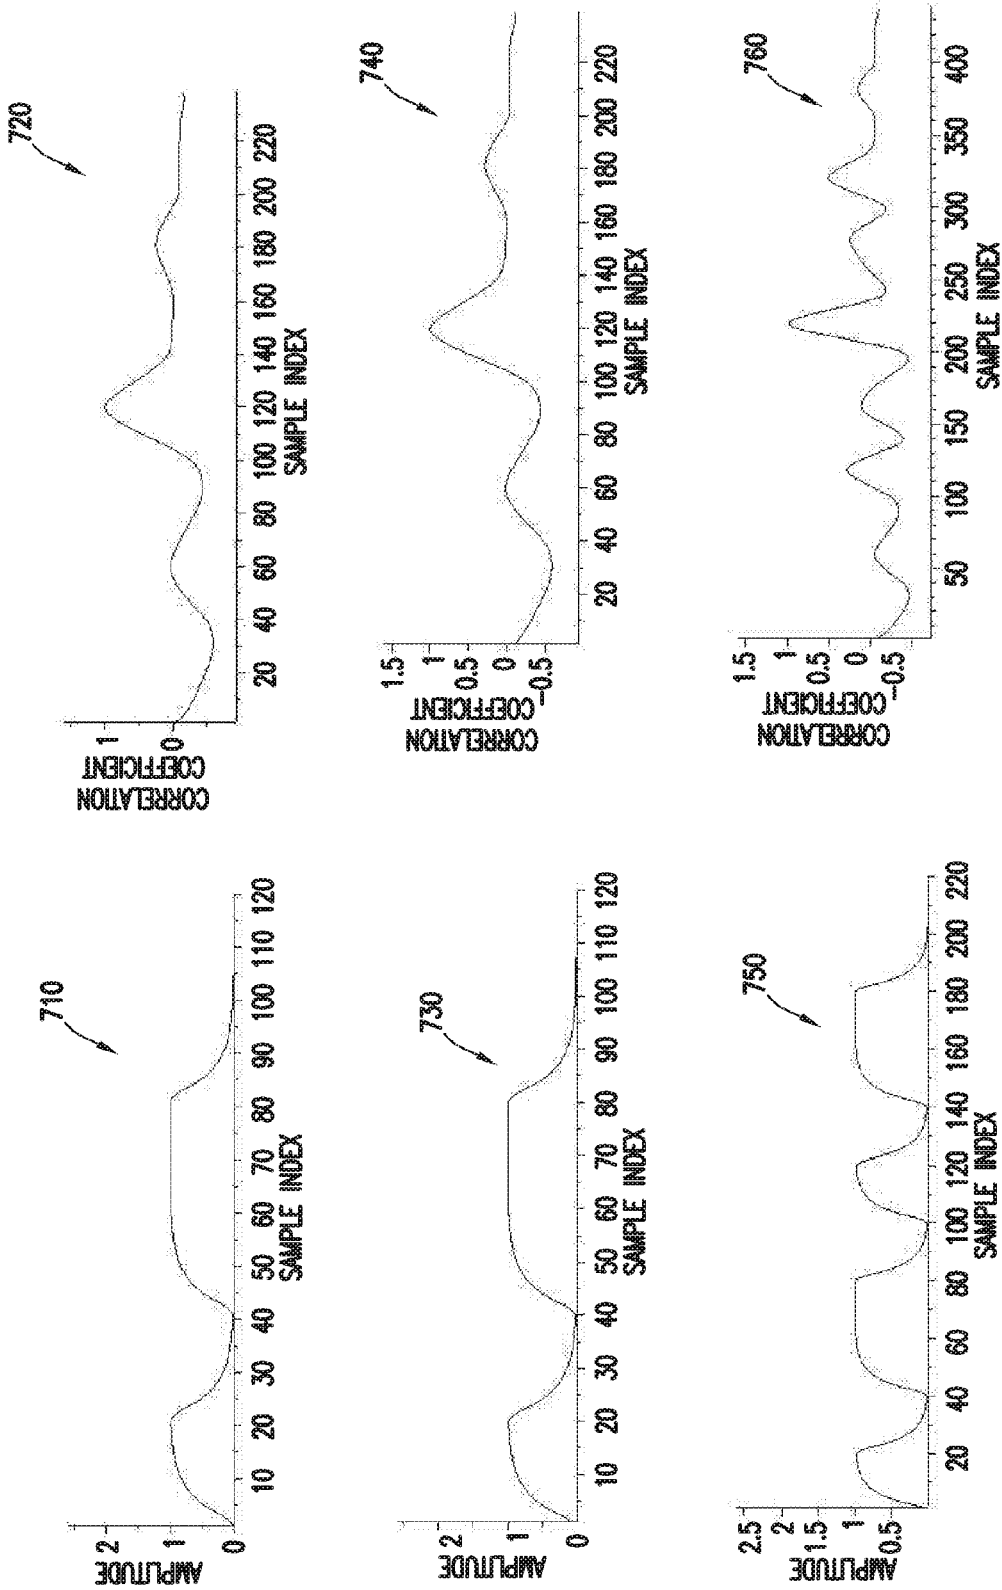 710
AMPLITUDE
2
1
0
10 20 30 40 50 60 70 80 90 100 110 120
SAMPLE INDEX
720
CORRELATION
COEFFICIENT
1
0
20 40 60 80 100 120 140 160 180 200 220
SAMPLE INDEX
730
AMPLITUDE
2
1
0
10 20 30 40 50 60 70 80 90 100 110 120
SAMPLE INDEX
740
CORRELATION
COEFFICIENT
1.5
1
0.5
0
-0.5
20 40 60 80 100 120 140 160 180 200 220
SAMPLE INDEX
750
AMPLITUDE
2.5
2
1
0.5
20 40 60 80 100 120 140 160 180 200 220
SAMPLE INDEX
760
CORRELATION
COEFFICIENT
1.5
1
0.5
0
-0.5
50 100 150 200 250 300 350 400
SAMPLE INDEX